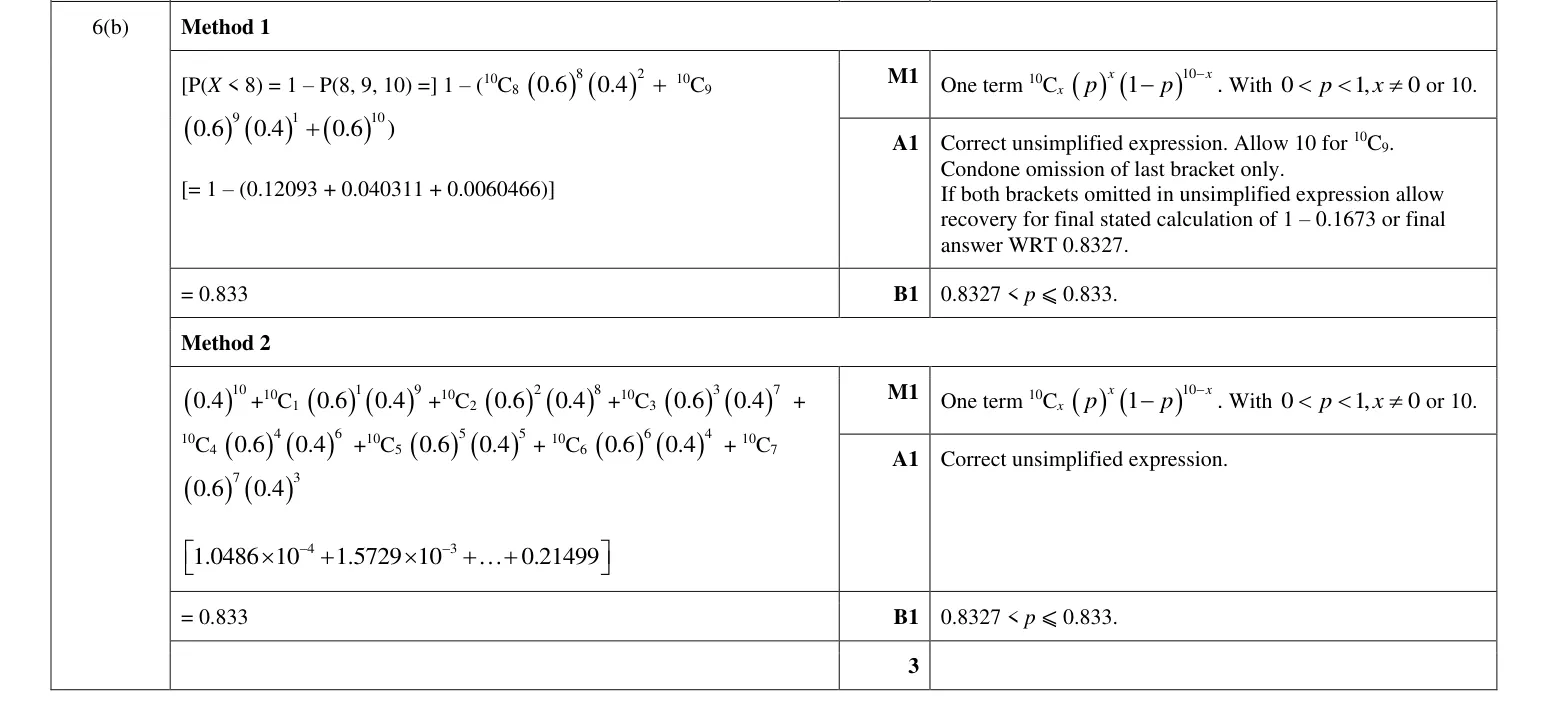 6(b)
Method 1
[P(X < 8) = 1 – P(8, 9, 10) =] 1 – (¹⁰C₈ (0.6)⁸(0.4)² + ¹⁰C₉
(0.6)⁹(0.4)¹ + (0.6)¹⁰)
[= 1 – (0.12093 + 0.040311 + 0.0060466)]
M1
One term ¹⁰Cₓ (p)ˣ(1 − p)¹⁰⁻ˣ. With 0 < p < 1, x ≠ 0 or 10.
A1
Correct unsimplified expression. Allow 10 for ¹⁰C₉.
Condone omission of last bracket only.
If both brackets omitted in unsimplified expression allow
recovery for final stated calculation of 1 – 0.1673 or final
answer WRT 0.8327.
= 0.833
B1
0.8327 < p ⩽ 0.833.
Method 2
(0.4)¹⁰ + ¹⁰C₁ (0.6)¹(0.4)⁹ + ¹⁰C₂ (0.6)²(0.4)⁸ + ¹⁰C₃ (0.6)³(0.4)⁷ +
¹⁰C₄ (0.6)⁴(0.4)⁶ + ¹⁰C₅ (0.6)⁵(0.4)⁵ + ¹⁰C₆ (0.6)⁶(0.4)⁴ + ¹⁰C₇
(0.6)⁷(0.4)³
[1.0486×10⁻⁴ + 1.5729×10⁻³ + … + 0.21499]
M1
One term ¹⁰Cₓ (p)ˣ(1 − p)¹⁰⁻ˣ. With 0 < p < 1, x ≠ 0 or 10.
A1
Correct unsimplified expression.
= 0.833
B1
0.8327 < p ⩽ 0.833.
3